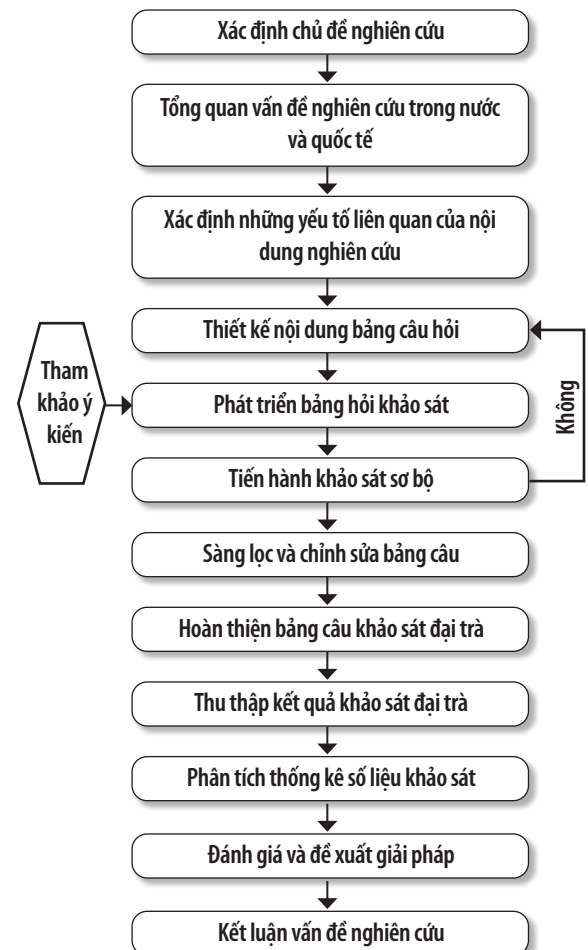 Xác định chủ đề nghiên cứu
Tổng quan vấn đề nghiên cứu trong nước
và quốc tế
Xác định những yếu tố liên quan của nội
dung nghiên cứu
Thiết kế nội dung bảng câu hỏi
Tham
khảo ý
kiến
Phát triển bảng hỏi khảo sát
Không
Tiến hành khảo sát sơ bộ
Sàng lọc và chỉnh sửa bảng câu
Hoàn thiện bảng câu khảo sát đại trà
Thu thập kết quả khảo sát đại trà
Phân tích thống kê số liệu khảo sát
Đánh giá và đề xuất giải pháp
Kết luận vấn đề nghiên cứu